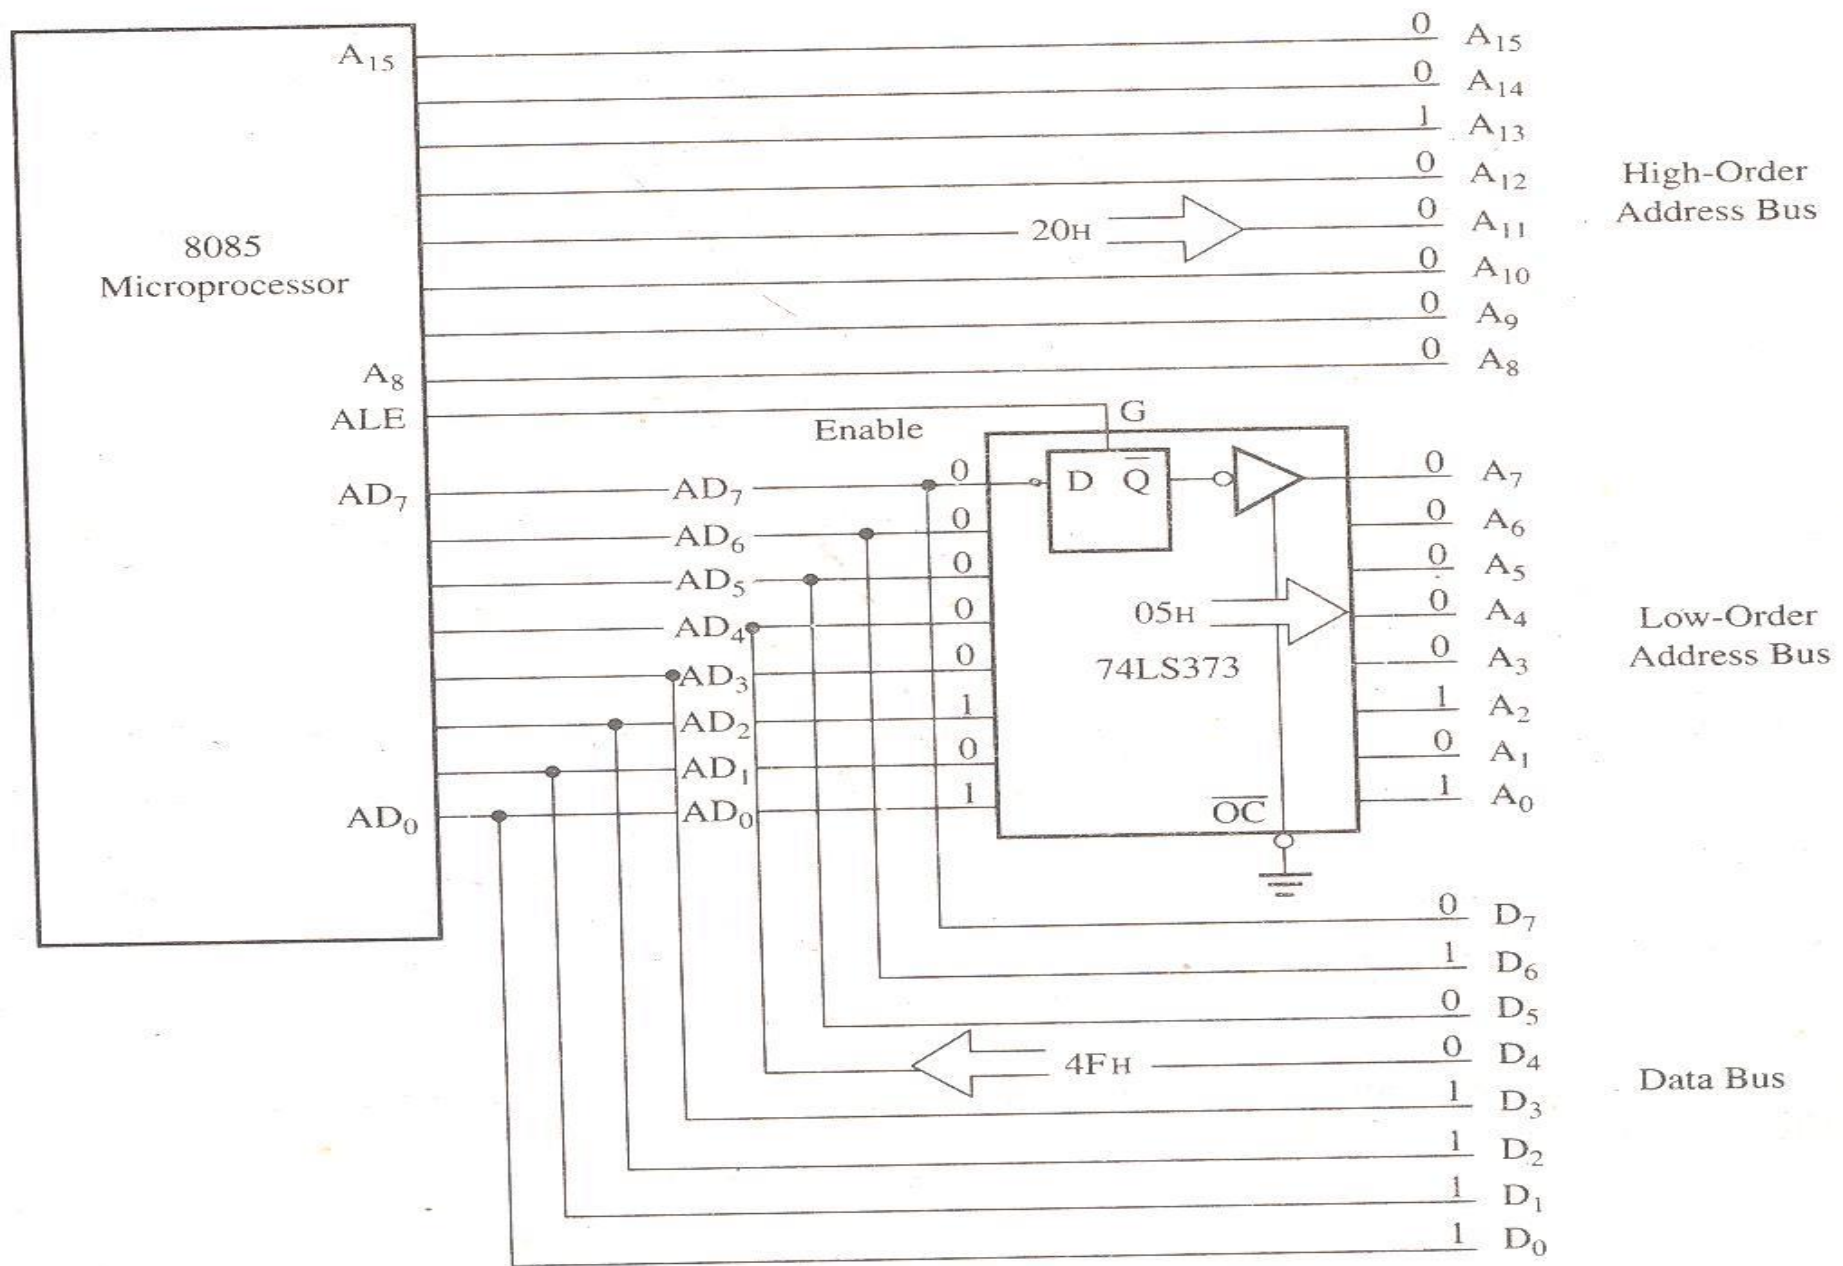 A15 0 A15
0 A14
1 A13
0 A12
High-Order
Address Bus
8085
Microprocessor
20H 0 A11
0 A10
0 A9
A8 0 A8
ALE Enable G
AD7 AD7 0 D Q̅ 0 A7
AD6 0 0 A6
AD5 0 0 A5
AD4 0 05H 0 A4
Low-Order
Address Bus
AD3 0 74LS373 0 A3
AD2 1 1 A2
AD1 0 0 A1
AD0 AD0 1 O̅C̅ 1 A0
0 D7
1 D6
0 D5
4FH 0 D4
Data Bus
1 D3
1 D2
1 D1
1 D0